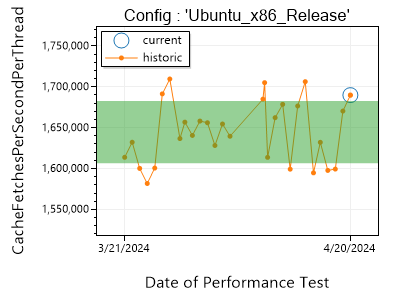 Config : 'Ubuntu_x86_Release'
CacheFetchesPerSecondPerThread
1,750,000
1,700,000
1,650,000
1,600,000
1,550,000
current
historic
3/21/2024
4/20/2024
Date of Performance Test